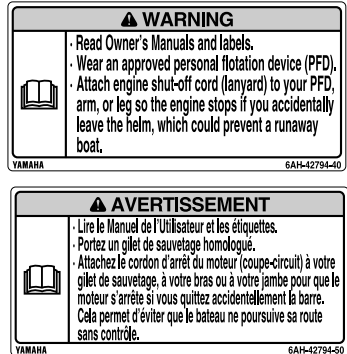 WARNING
· Read Owner's Manuals and labels.
· Wear an approved personal flotation device (PFD).
· Attach engine shut-off cord (lanyard) to your PFD,
arm, or leg so the engine stops if you accidentally
leave the helm, which could prevent a runaway
boat.
YAMAHA 6AH-42794-40
AVERTISSEMENT
· Lire le Manuel de l'Utilisateur et les étiquettes.
· Portez un gilet de sauvetage homologué.
· Attachez le cordon d'arrêt du moteur (coupe-circuit) à votre
gilet de sauvetage, à votre bras ou à votre jambe pour que le
moteur s'arrête si vous quittez accidentellement la barre.
Cela permet d'éviter que le bateau ne poursuive sa route
sans contrôle.
YAMAHA 6AH-42794-50